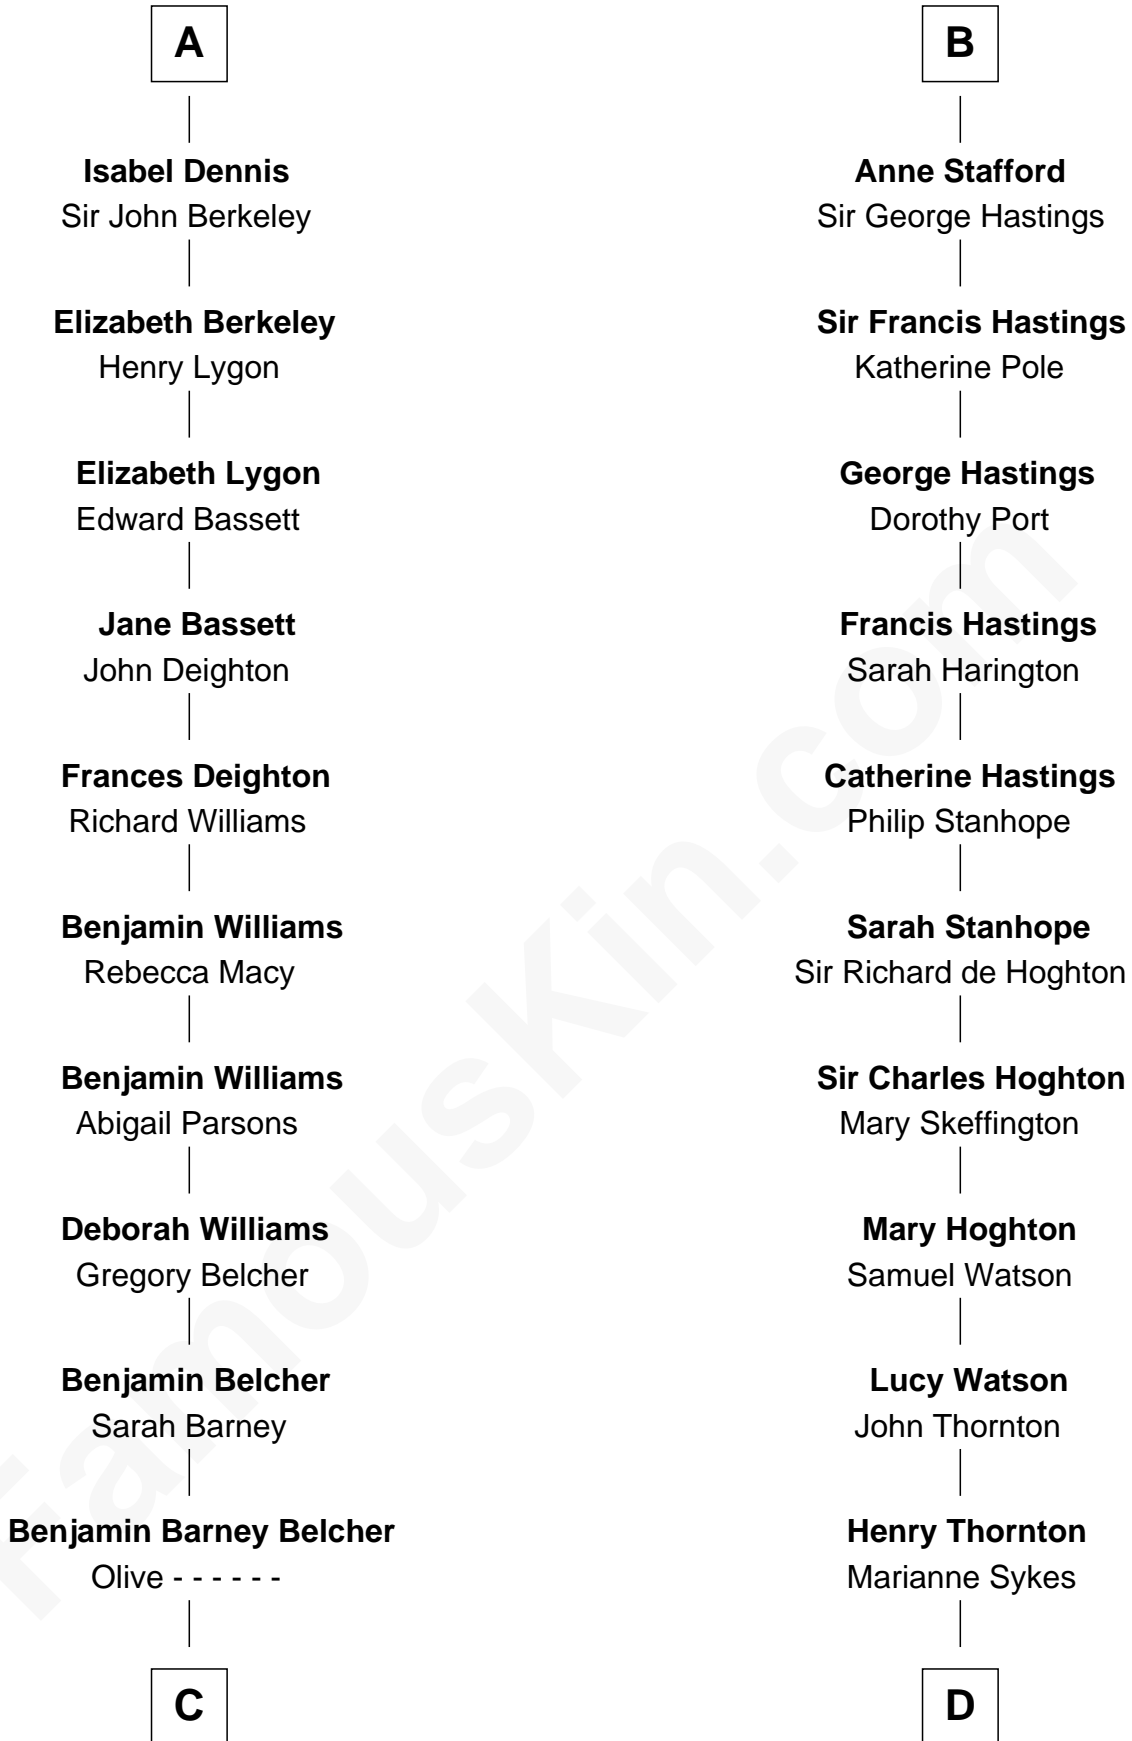 A
Isabel Dennis
Sir John Berkeley
Elizabeth Berkeley
Henry Lygon
Elizabeth Lygon
Edward Bassett
Jane Bassett
John Deighton
Frances Deighton
Richard Williams
Benjamin Williams
Rebecca Macy
Benjamin Williams
Abigail Parsons
Deborah Williams
Gregory Belcher
Benjamin Belcher
Sarah Barney
Benjamin Barney Belcher
Olive - - - - - -
C
B
Anne Stafford
Sir George Hastings
Sir Francis Hastings
Katherine Pole
George Hastings
Dorothy Port
Francis Hastings
Sarah Harington
Catherine Hastings
Philip Stanhope
Sarah Stanhope
Sir Richard de Hoghton
Sir Charles Hoghton
Mary Skeffington
Mary Hoghton
Samuel Watson
Lucy Watson
John Thornton
Henry Thornton
Marianne Sykes
D
FamousKin.com